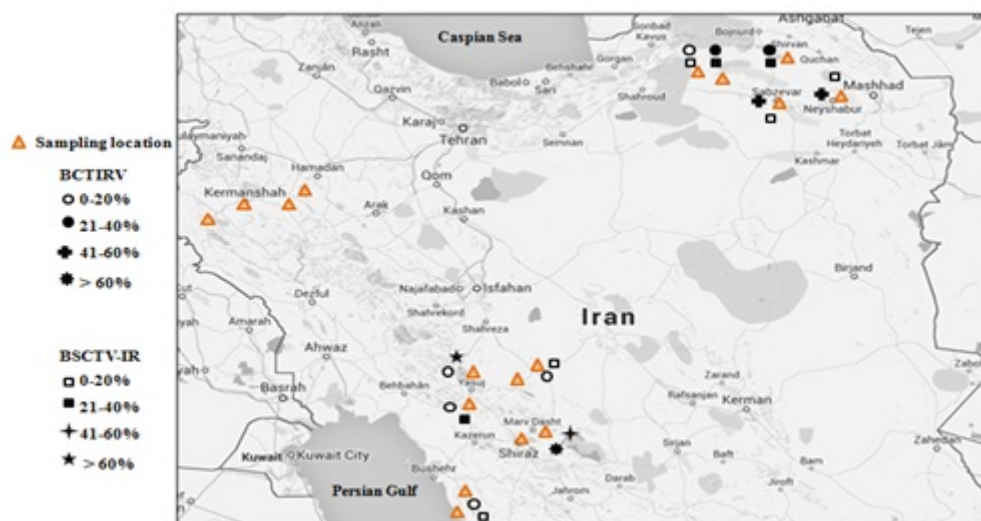 Sampling location
BCTIRV
0-20%
21-40%
41-60%
> 60%
BSCTV-IR
0-20%
21-40%
41-60%
> 60%
Caspian Sea
Ashgabat
Rasht
Gonbad
Kavus
Bojnurd
Shirvan
Tejen
Quchan
Zanjan
Qazvin
Babol
Sari
Behshahr
Gorgan
Shahroud
Sabzevar
Mashhad
Neyshabur
Karaj
Tehran
Semnan
Torbat
Heydariyeh
Torbat Jām
Kashmar
Sanandaj
Hamadan
Qom
Kermanshah
Arak
Kashan
Birjand
Dezful
Najafabad
Isfahan
Shahrekord
Shahreza
Iran
Amarah
Ahwaz
Basrah
Behbahān
Yasuj
Zarand
Rafsanjan
Kerman
Marv Dasht
Kazerun
Shiraz
Sirjan
Baft
Bam
Zahedan
Kuwait
Kuwait City
Bushehr
Persian Gulf
Jahrom
Darab
Jiroft